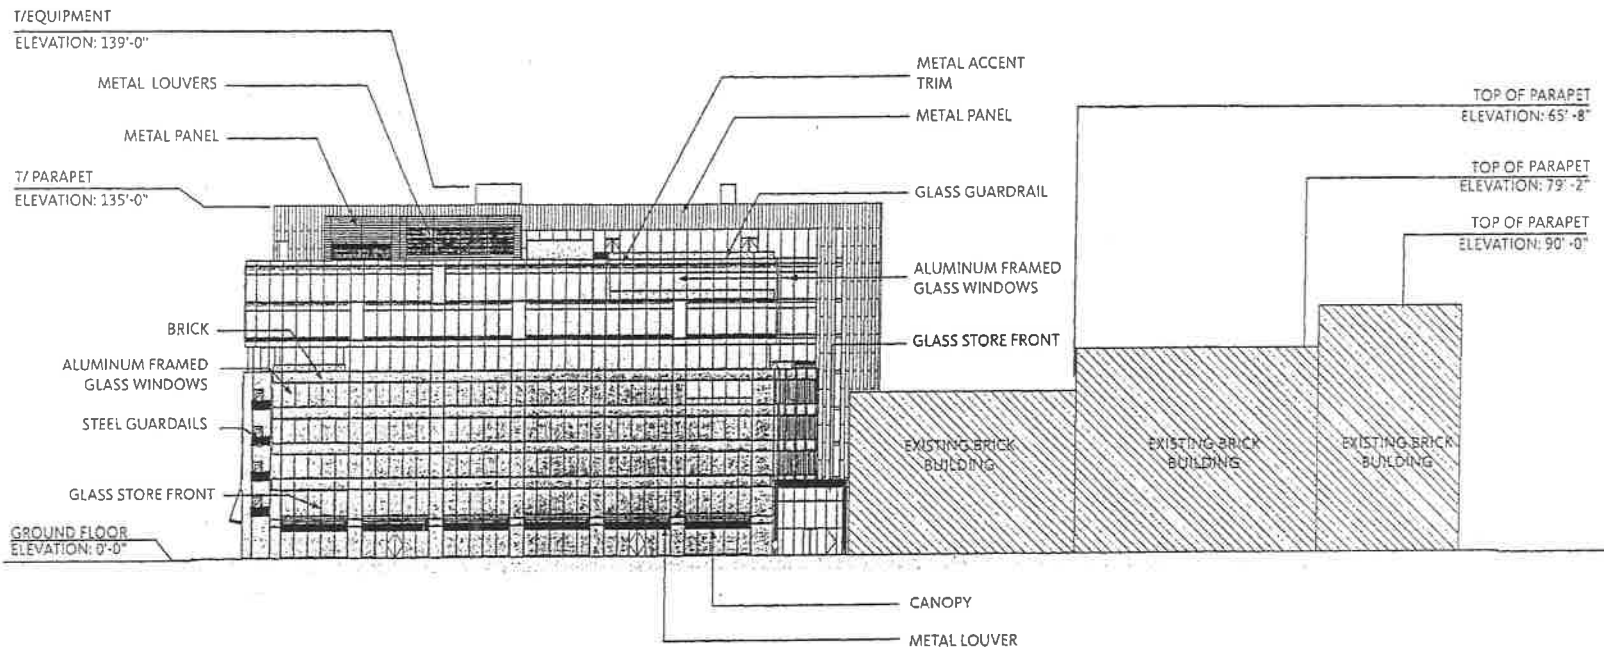 T/EQUIPMENT
ELEVATION: 139'-0"
METAL LOUVERS
METAL PANEL
T/ PARAPET
ELEVATION: 135'-0"
BRICK
ALUMINUM FRAMED
GLASS WINDOWS
STEEL GUARDAILS
GLASS STORE FRONT
GROUND FLOOR
ELEVATION: 0'-0"
METAL ACCENT
TRIM
METAL PANEL
GLASS GUARDRAIL
ALUMINUM FRAMED
GLASS WINDOWS
GLASS STORE FRONT
CANOPY
METAL LOUVER
TOP OF PARAPET
ELEVATION: 65' -8"
TOP OF PARAPET
ELEVATION: 79' -2"
TOP OF PARAPET
ELEVATION: 90' -0"
EXISTING BRICK
BUILDING
EXISTING BRICK
BUILDING
EXISTING BRICK
BUILDING